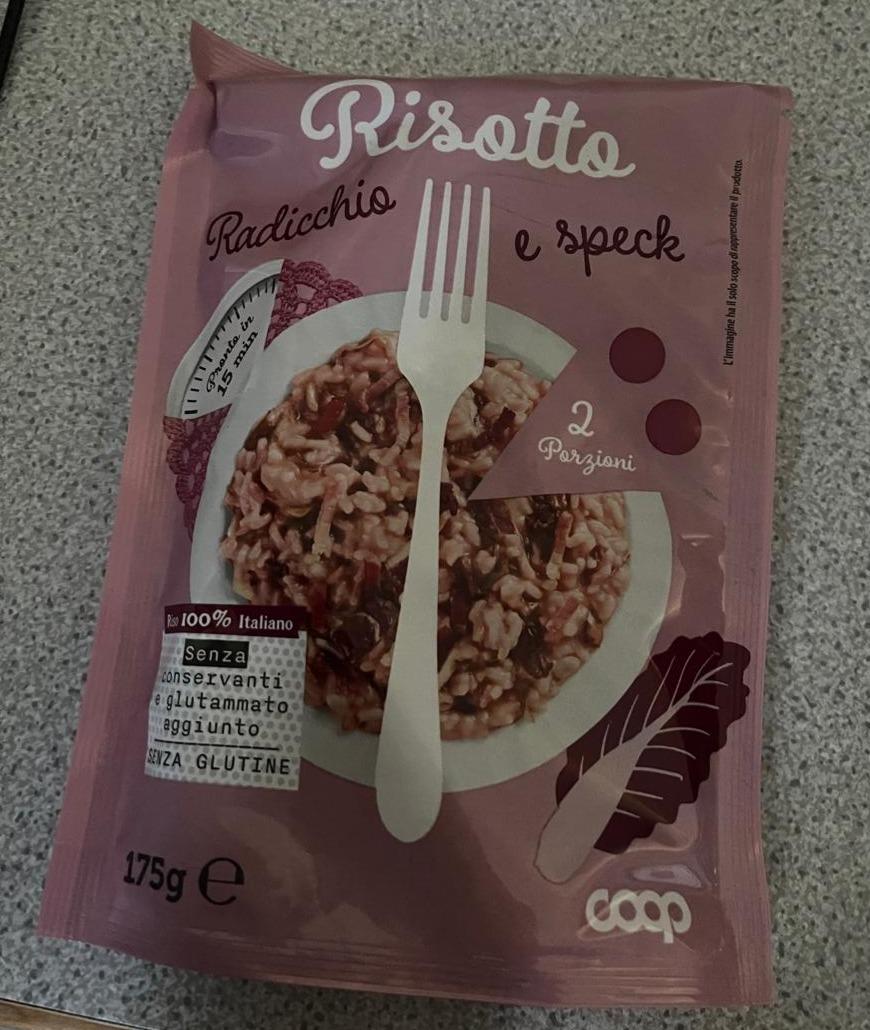 Risotto
Radicchio
e speck
L'immagine ha il solo scopo di rappresentare il prodotto.
Pronto in
15 min
2
Porzioni
Riso 100% Italiano
Senza
conservanti
e glutammato
aggiunto
SENZA GLUTINE
175g e
coop